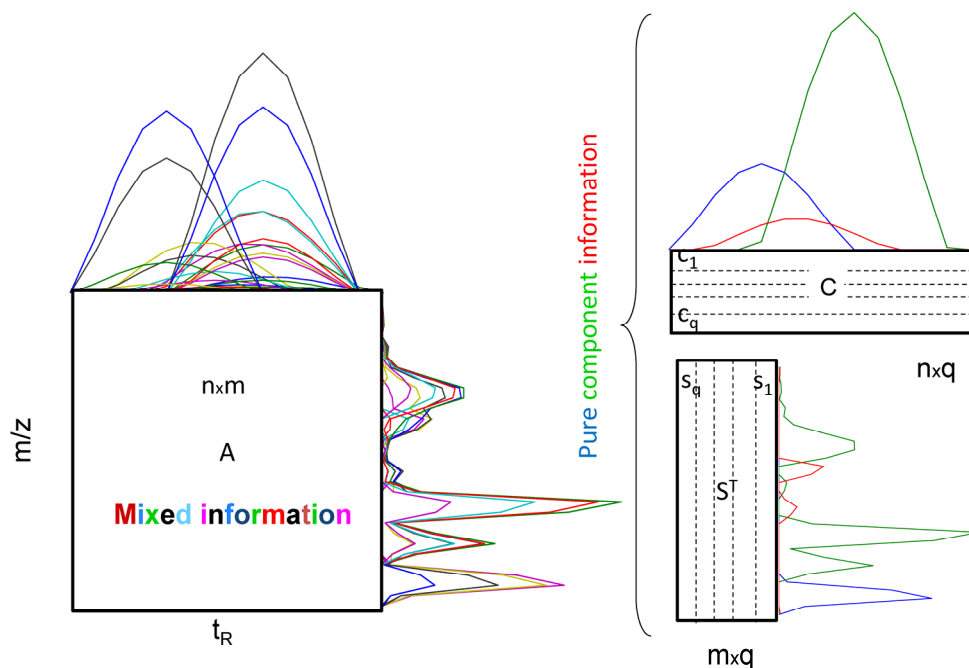 m/z
nxm
A
Mixed information
tR
Pure component information
c1
C
cq
nxq
sq
s1
ST
mxq